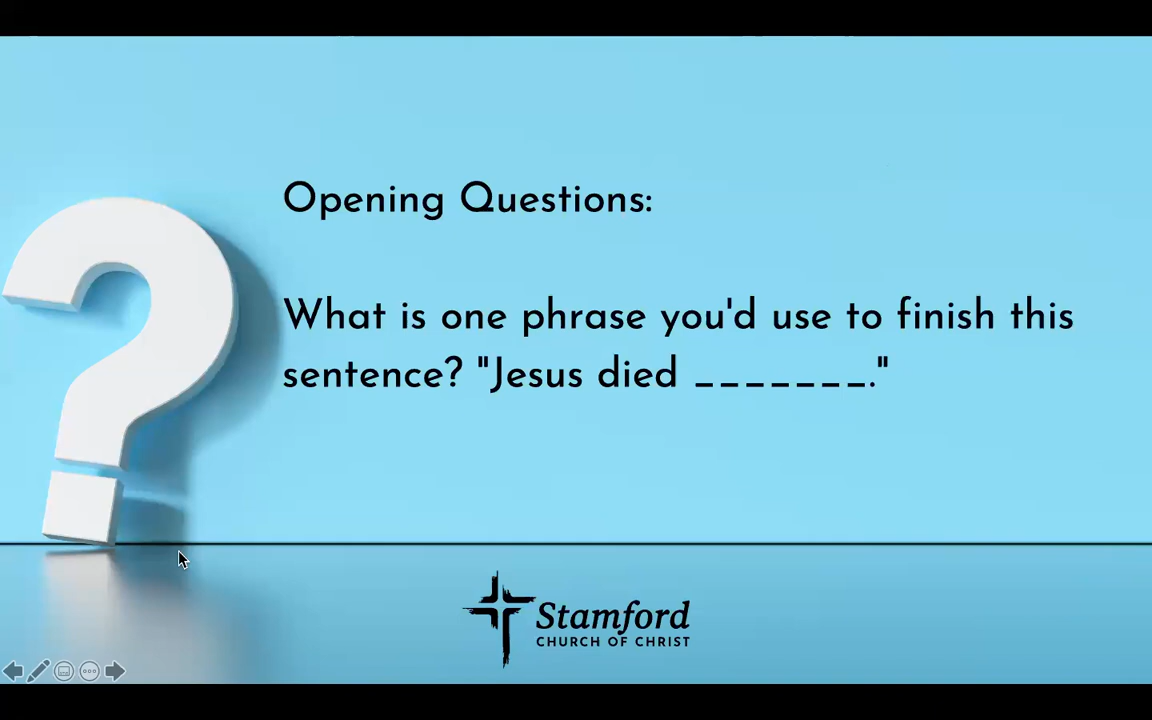 Opening Questions:
What is one phrase you'd use to finish this
sentence? "Jesus died _______."
Stamford
CHURCH OF CHRIST